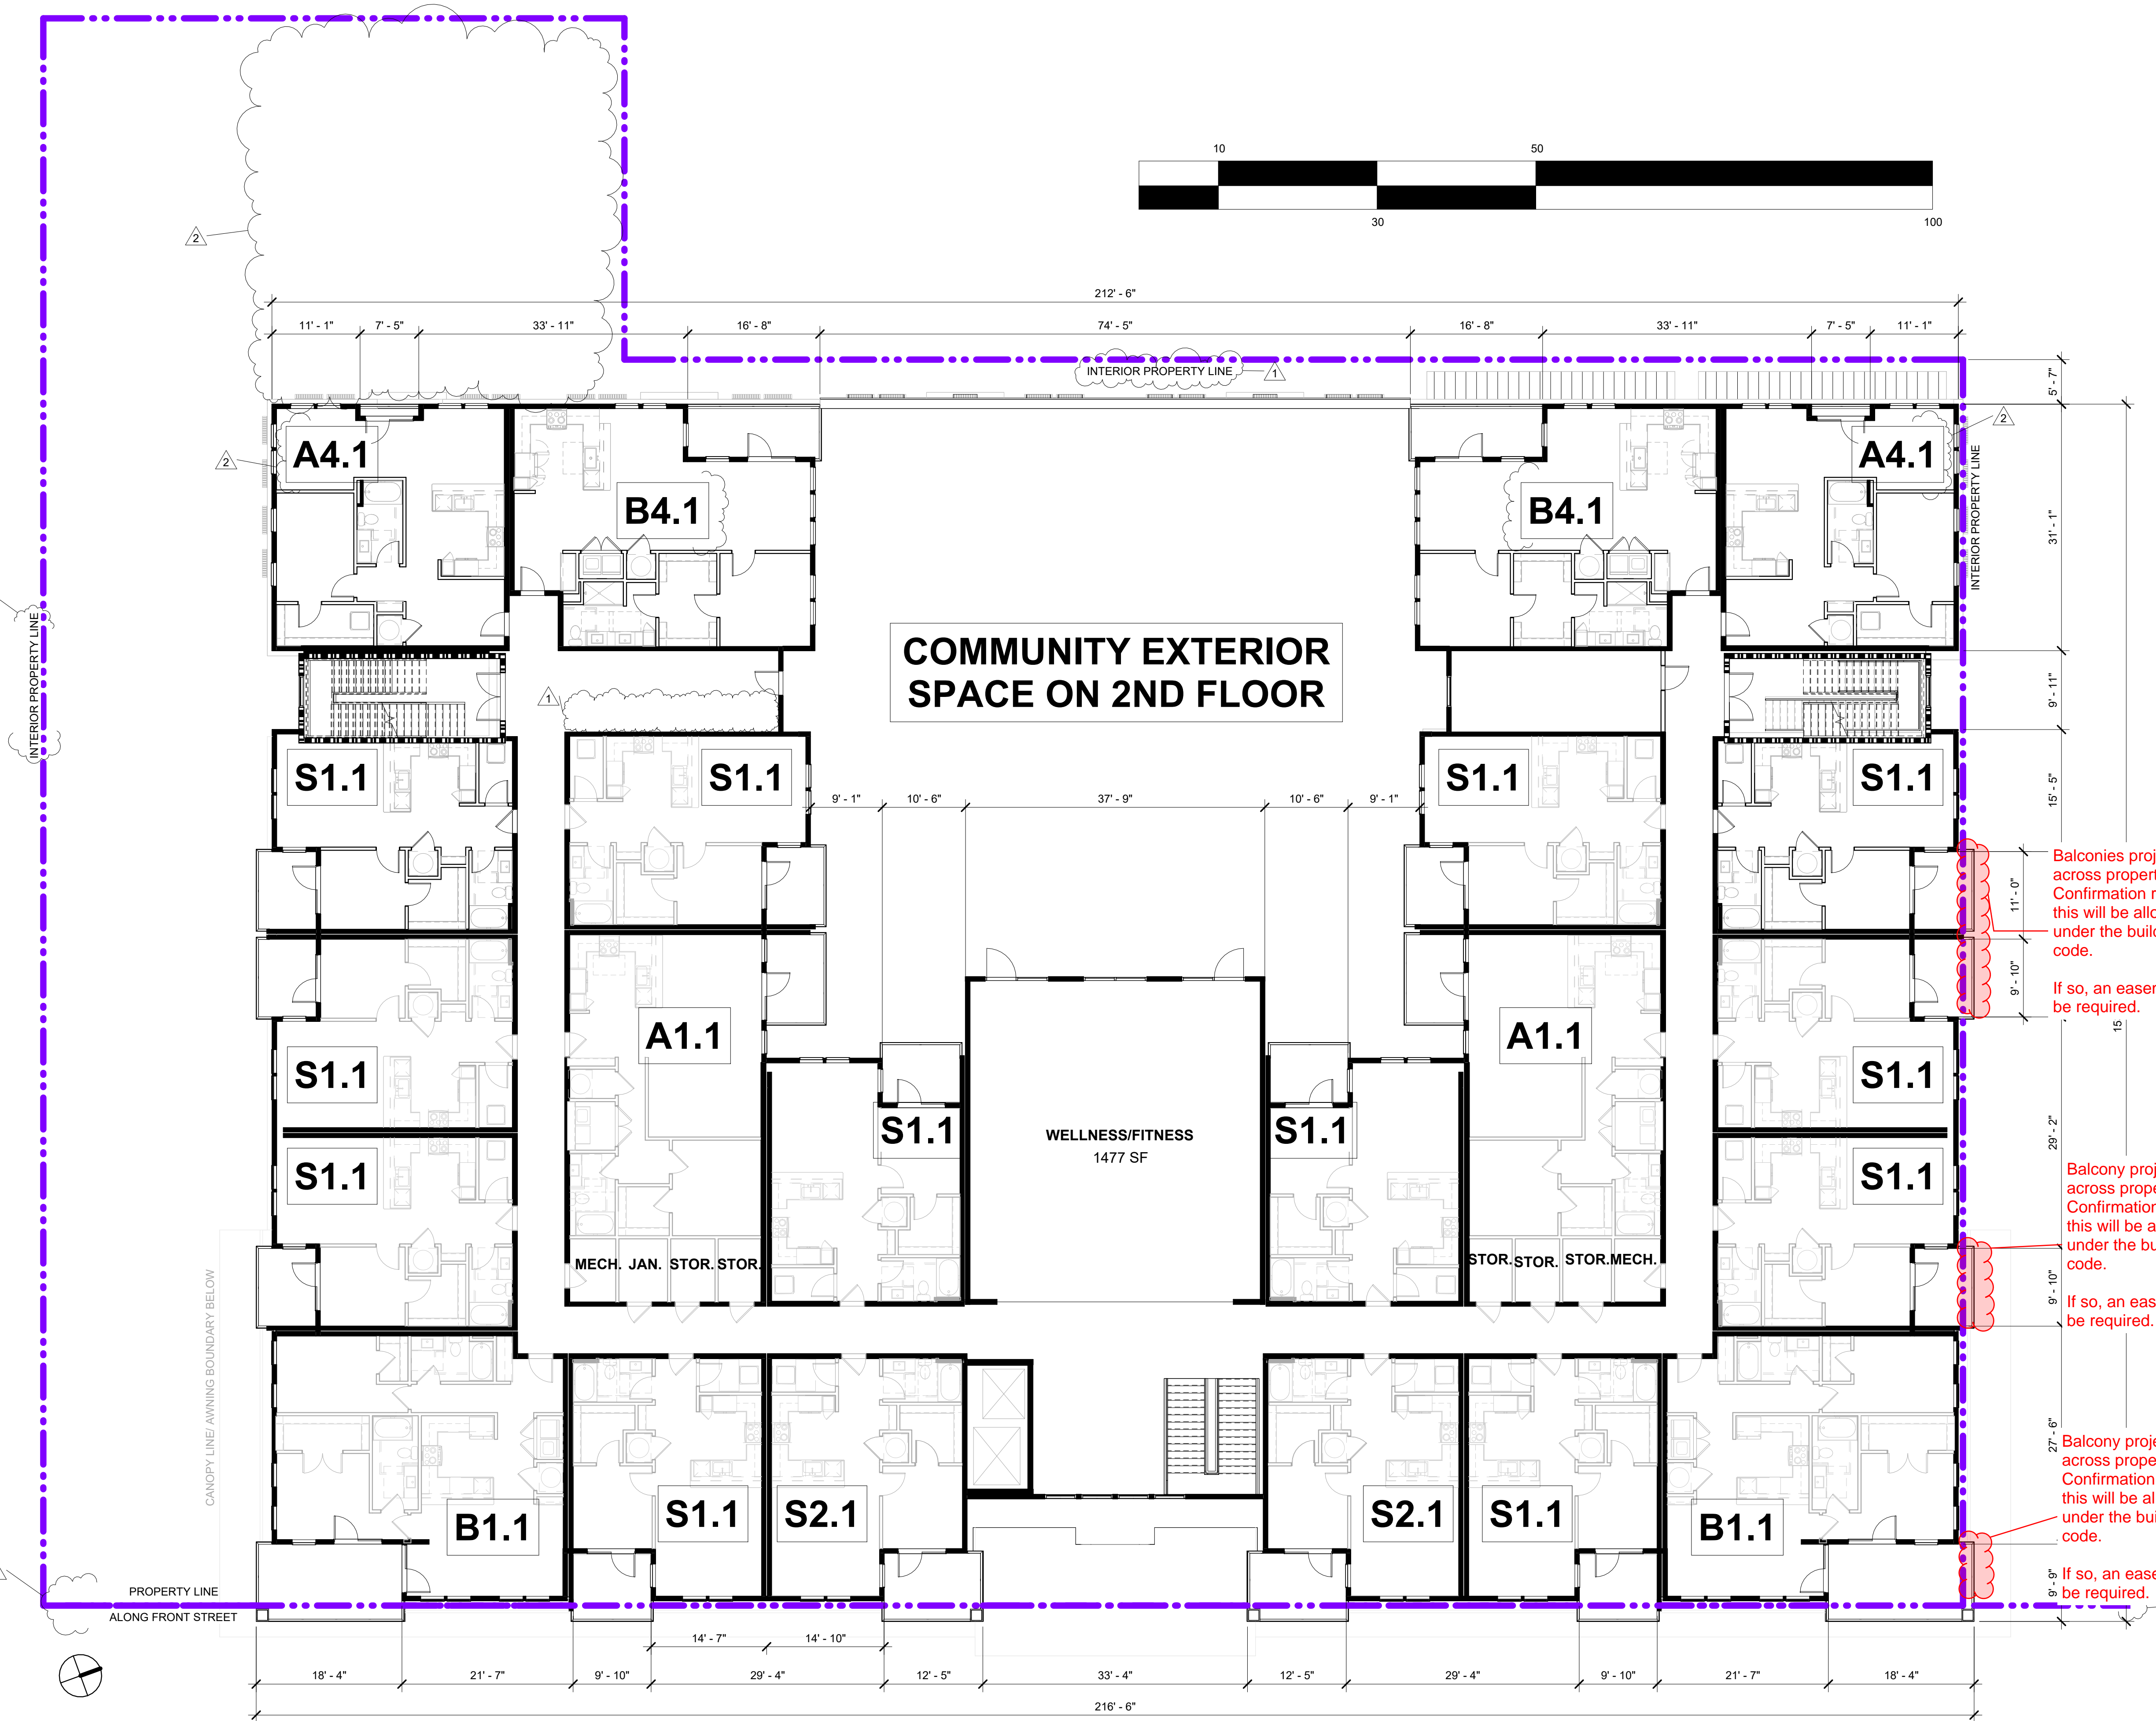 10
50
30
100
2
212' - 6"
11' - 1"
7' - 5"
33' - 11"
16' - 8"
74' - 5"
16' - 8"
33' - 11"
7' - 5"
11' - 1"
INTERIOR PROPERTY LINE
1
5' - 7"
2
A4.1
2
B4.1
B4.1
A4.1
INTERIOR PROPERTY LINE
31' - 1"
COMMUNITY EXTERIOR
SPACE ON 2ND FLOOR
INTERIOR PROPERTY LINE
1
9' - 11"
S1.1
S1.1
S1.1
S1.1
15' - 5"
9' - 1"
10' - 6"
37' - 9"
10' - 6"
9' - 1"
Balconies proj
across propert
Confirmation r
this will be allo
under the build
code.
If so, an easer
be required.
11' - 0"
9' - 10"
15
S1.1
A1.1
A1.1
S1.1
S1.1
S1.1
WELLNESS/FITNESS
1477 SF
S1.1
S1.1
29' - 2"
Balcony proj
across prope
Confirmation
this will be a
under the bu
code.
If so, an eas
be required.
9' - 10"
MECH.
JAN.
STOR.
STOR.
STOR.
STOR.
STOR.
MECH.
CANOPY LINE/ AWNING BOUNDARY BELOW
27' - 6"
Balcony proje
across prope
Confirmation
this will be al
under the bui
code.
If so, an ease
be required.
9' - 9"
B1.1
S1.1
S2.1
S2.1
S1.1
B1.1
PROPERTY LINE
ALONG FRONT STREET
14' - 7"
14' - 10"
18' - 4"
21' - 7"
9' - 10"
29' - 4"
12' - 5"
33' - 4"
12' - 5"
29' - 4"
9' - 10"
21' - 7"
18' - 4"
216' - 6"